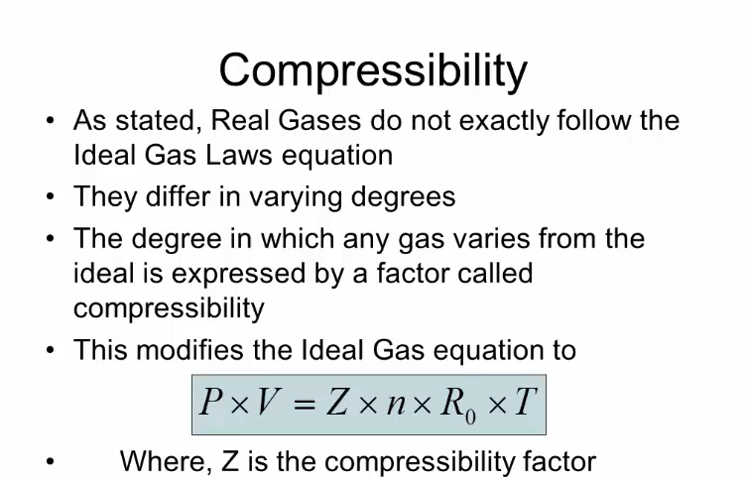 Compressibility
• As stated, Real Gases do not exactly follow the
Ideal Gas Laws equation
• They differ in varying degrees
• The degree in which any gas varies from the
ideal is expressed by a factor called
compressibility
• This modifies the Ideal Gas equation to
P × V = Z × n × R₀ × T
• Where, Z is the compressibility factor